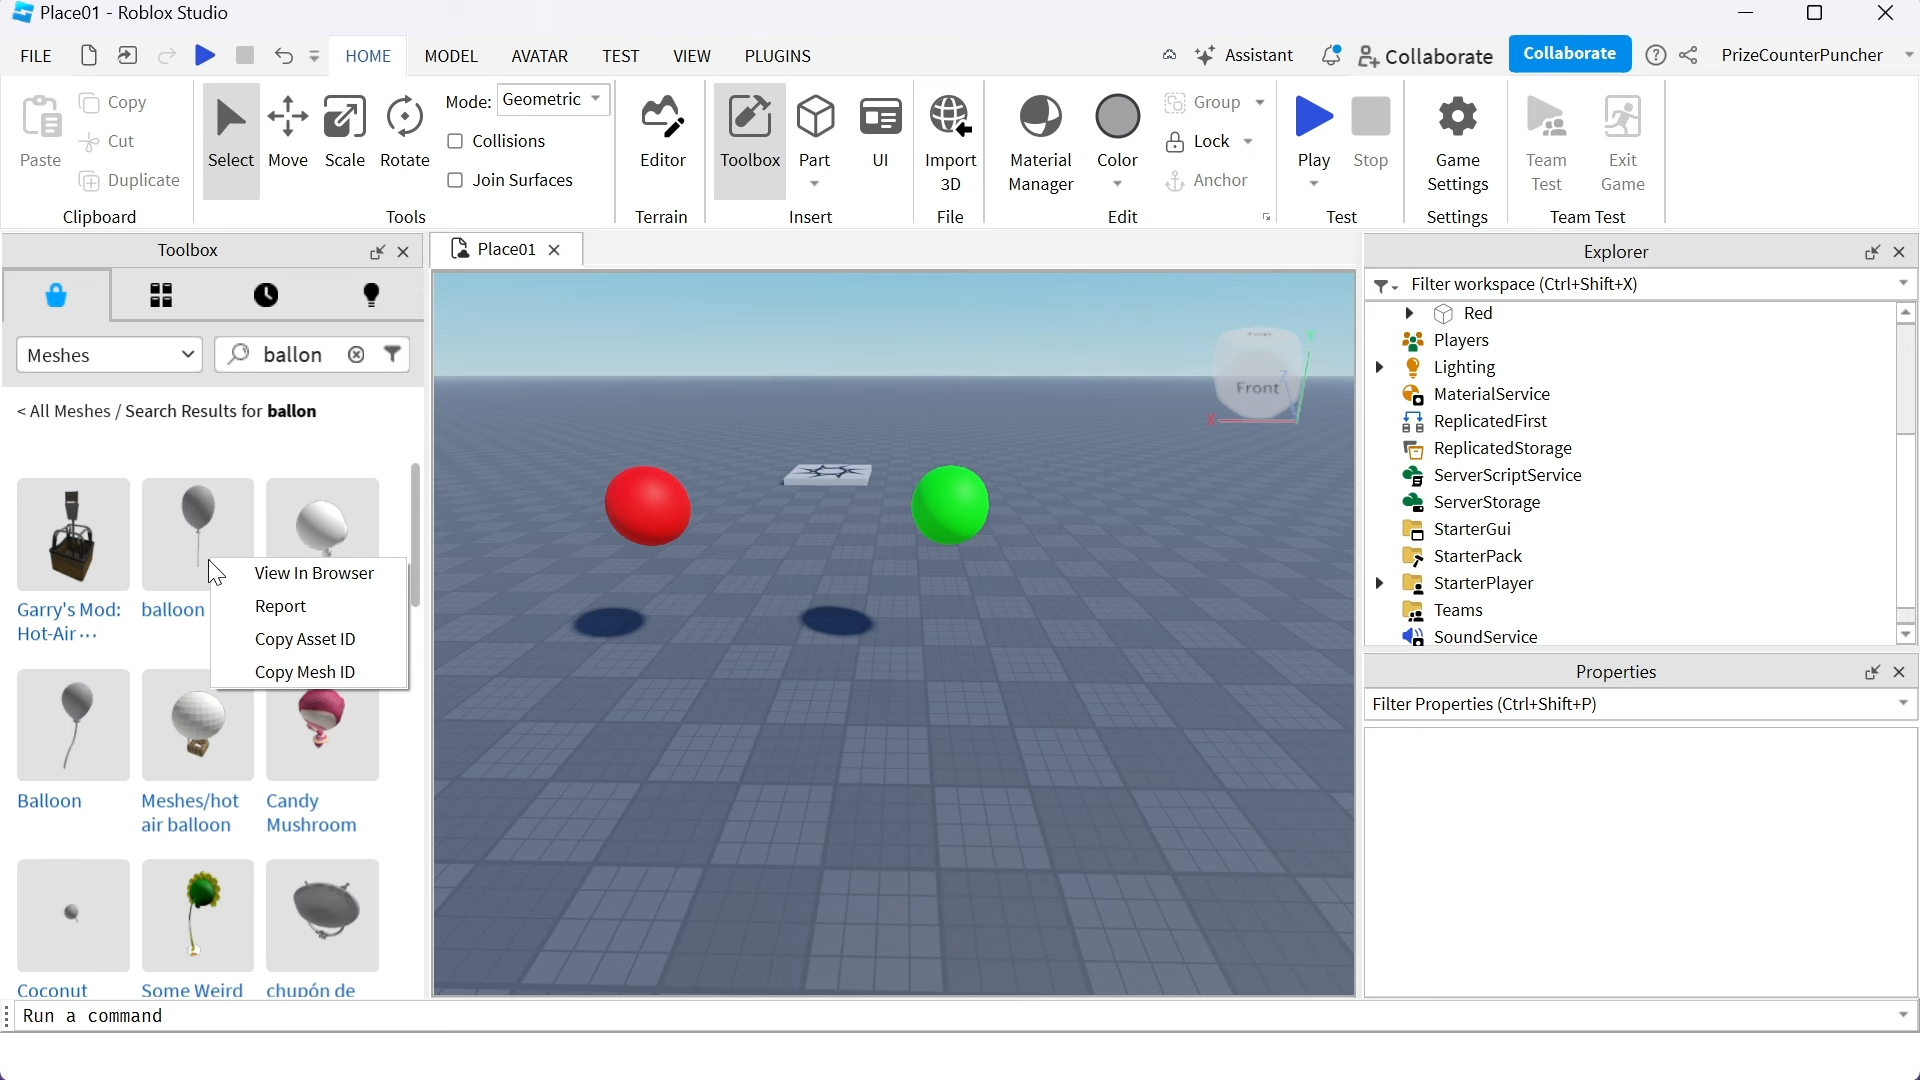 Place01 - Roblox Studio
FILE HOME MODEL AVATAR TEST VIEW PLUGINS Assistant Collaborate Collaborate PrizeCounterPuncher
Paste Copy Cut Duplicate
Clipboard
Select Move Scale Rotate
Mode: Geometric
Collisions
Join Surfaces
Tools
Editor
Terrain
Toolbox Part UI
Insert
Import
3D
File
Material
Manager
Color
Group
Lock
Anchor
Edit
Play Stop
Test
Game
Settings
Settings
Team
Test
Exit
Game
Team Test
Toolbox
Meshes ballon
< All Meshes / Search Results for ballon
Garry's Mod:
Hot-Air ···
balloon
View In Browser
Report
Copy Asset ID
Copy Mesh ID
Balloon
Meshes/hot
air balloon
Candy
Mushroom
Coconut
Some Weird
chupón de
Place01
Front
X
Y
Z
Explorer
Filter workspace (Ctrl+Shift+X)
Red
Players
Lighting
MaterialService
ReplicatedFirst
ReplicatedStorage
ServerScriptService
ServerStorage
StarterGui
StarterPack
StarterPlayer
Teams
SoundService
Properties
Filter Properties (Ctrl+Shift+P)
Run a command